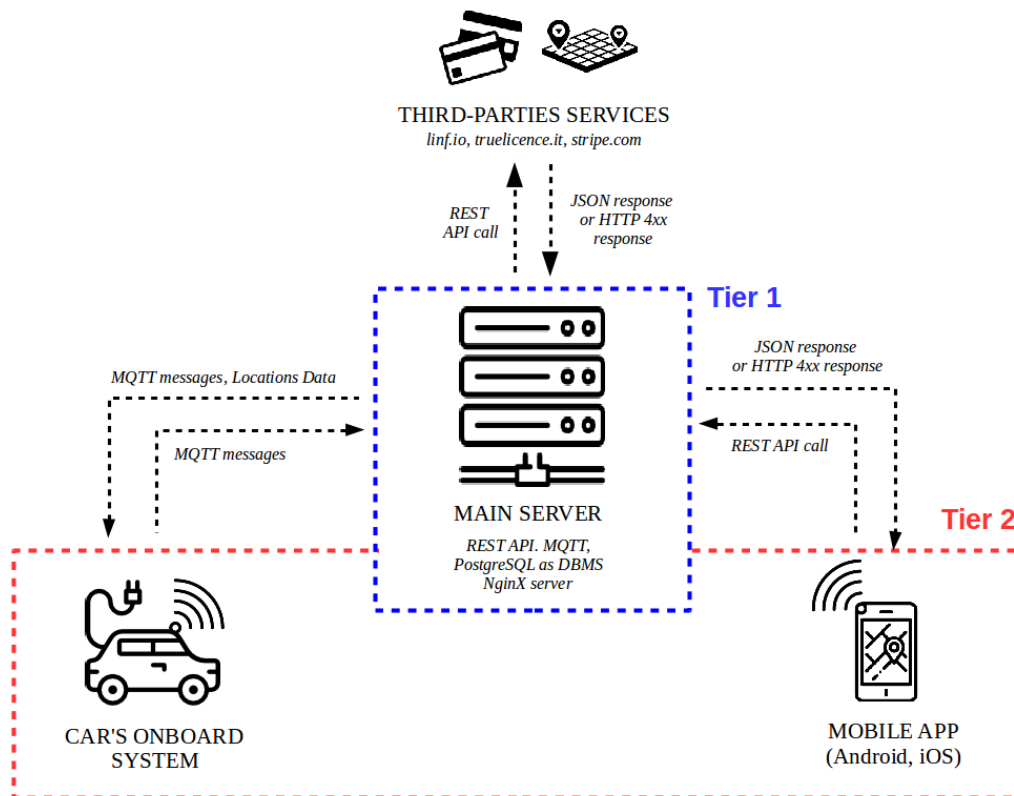 THIRD-PARTIES SERVICES
linf.io, truelicence.it, stripe.com
REST
API call
JSON response
or HTTP 4xx
response
Tier 1
MQTT messages, Locations Data
MQTT messages
JSON response
or HTTP 4xx response
REST API call
MAIN SERVER
REST API. MQTT,
PostgreSQL as DBMS
NginX server
Tier 2
CAR'S ONBOARD
SYSTEM
MOBILE APP
(Android, iOS)